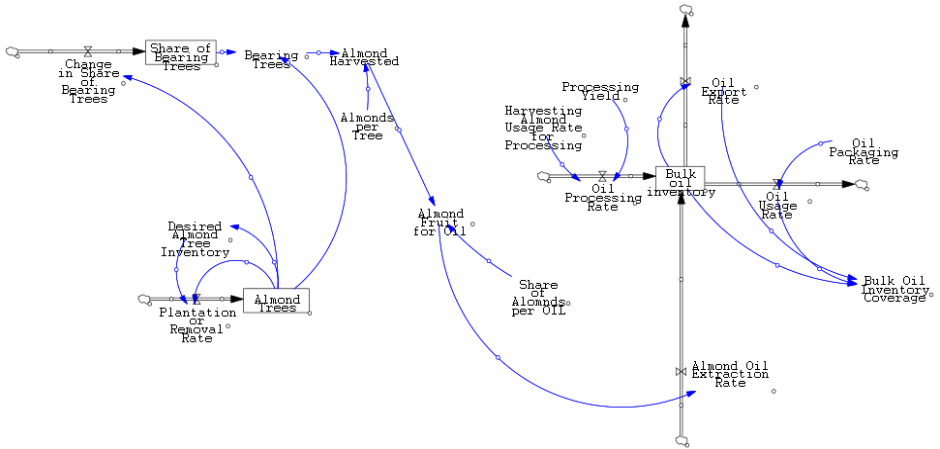 Share of
Bearing
Trees
Change
in Share
of
Bearing
Trees
Bearing
Trees
Almond
Harvested
Almonds
per
Tree
Desired
Almond
Tree
Inventory
Almond
Trees
Plantation
or
Removal
Rate
Almond
Fruit
for Oil
Share
of
Alomnds
per OIL
Processing
Yield
Harvesting
Almond
Usage Rate
for
Processing
Oil
Processing
Rate
Bulk
oil
inventory
Oil
Export
Rate
Oil
Packaging
Rate
Oil
Usage
Rate
Bulk Oil
Inventory
Coverage
Almond Oil
Extraction
Rate